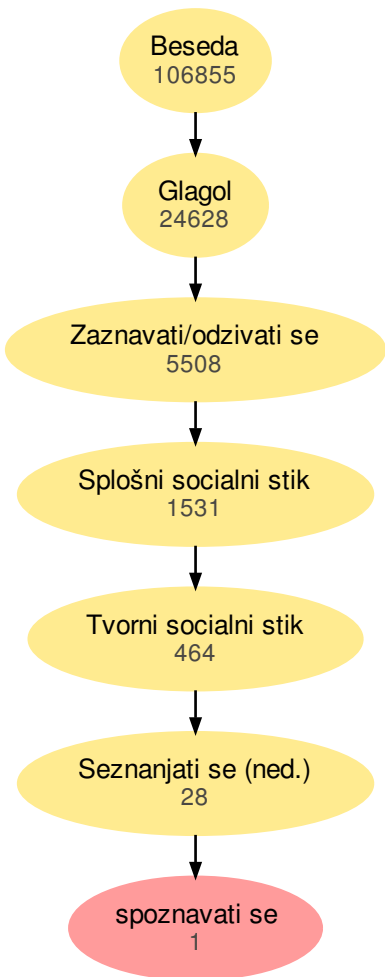 Beseda
106855
Glagol
24628
Zaznavati/odzivati se
5508
Splošni socialni stik
1531
Tvorni socialni stik
464
Seznanjati se (ned.)
28
spoznavati se
1